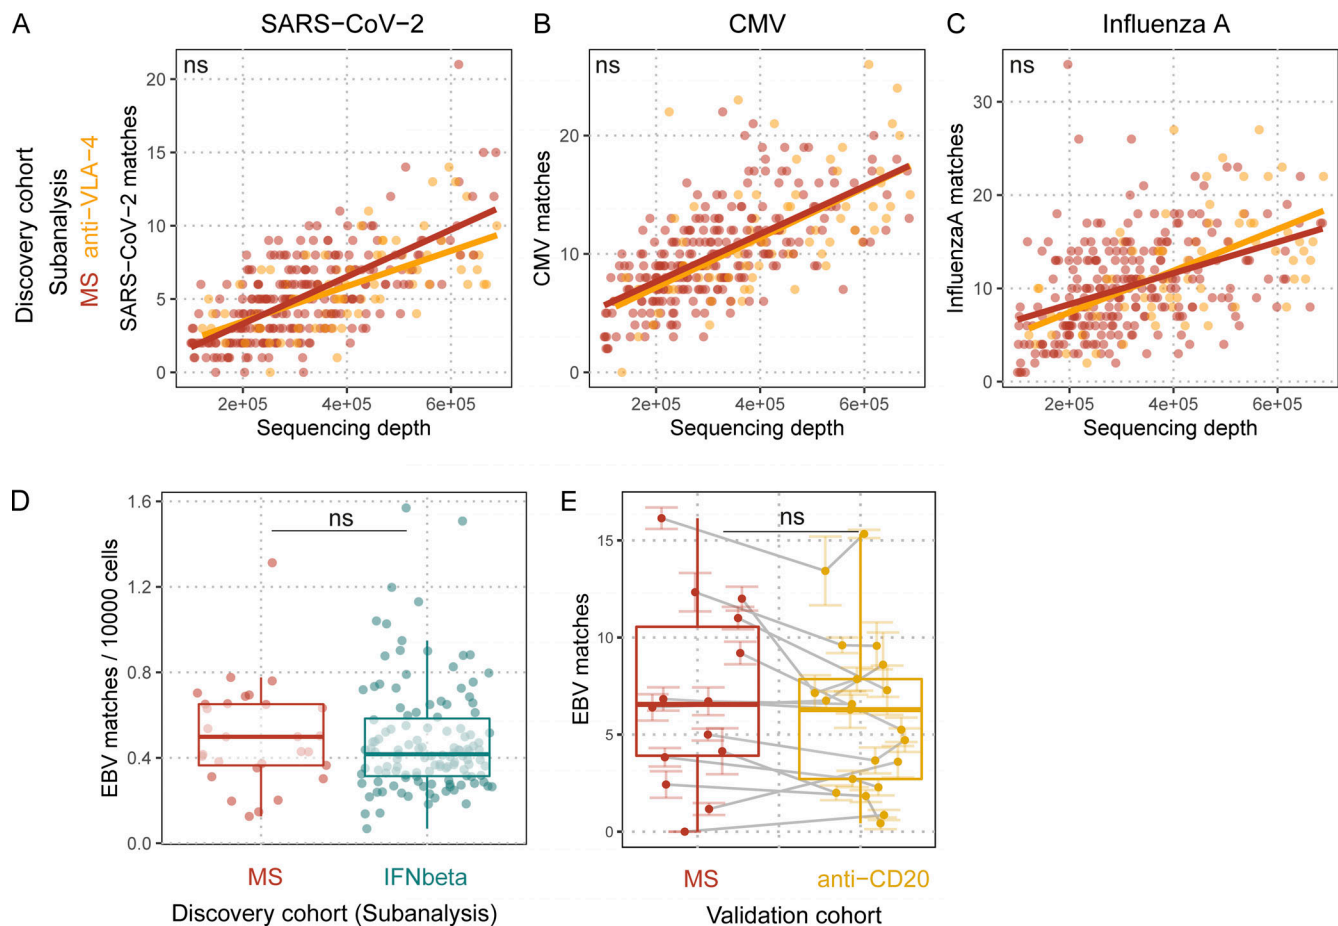 A
SARS−CoV−2
B
CMV
C
Influenza A
Discovery cohort
Subanalysis
MS anti−VLA−4
SARS−CoV−2 matches
ns
20
15
10
5
0
2e+05
4e+05
6e+05
Sequencing depth
CMV matches
ns
20
10
0
2e+05
4e+05
6e+05
Sequencing depth
InfluenzaA matches
ns
30
20
10
0
2e+05
4e+05
6e+05
Sequencing depth
D
EBV matches / 10000 cells
1.6
1.2
0.8
0.4
0.0
ns
MS
IFNbeta
Discovery cohort (Subanalysis)
E
EBV matches
15
10
5
0
ns
MS
anti−CD20
Validation cohort